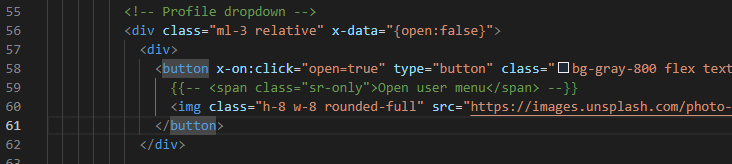 55 <!-- Profile dropdown -->
56 <div class="ml-3 relative" x-data="{open:false}">
57 <div>
58 <button x-on:click="open=true" type="button" class="bg-gray-800 flex text
59 {{-- <span class="sr-only">Open user menu</span> --}}
60 <img class="h-8 w-8 rounded-full" src="https://images.unsplash.com/photo-
61 </button>
62 </div>
63